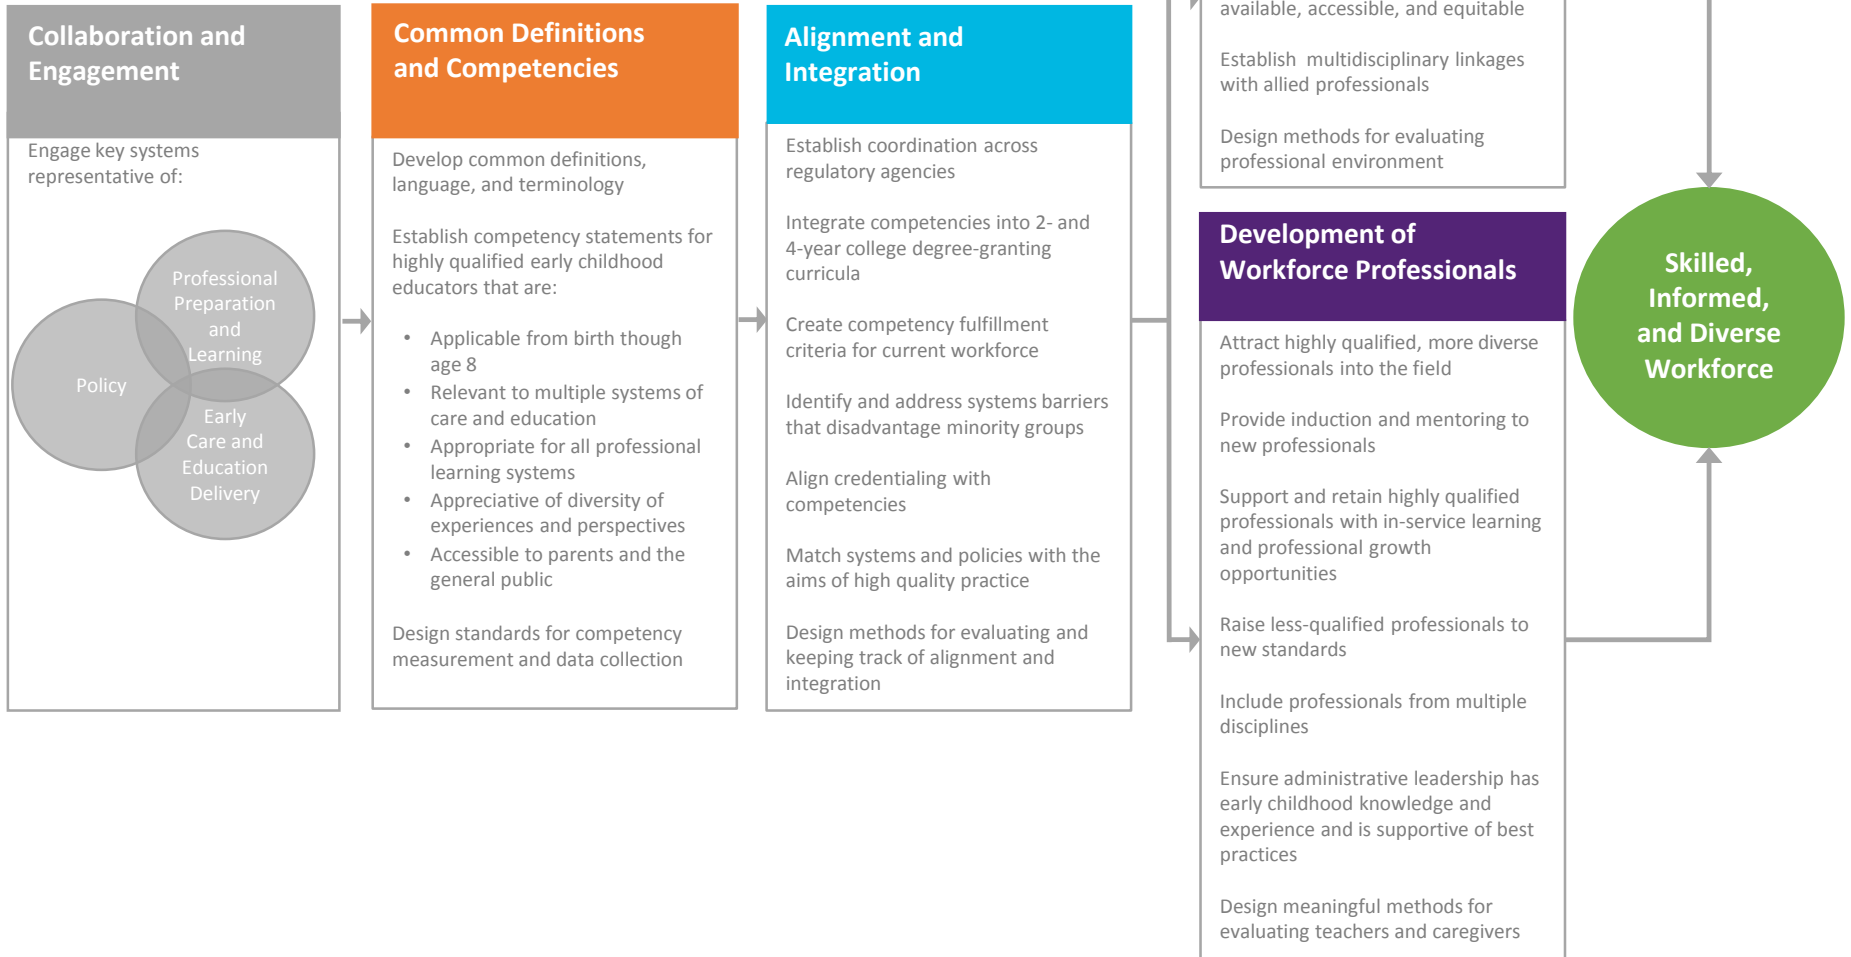 Collaboration and
Engagement
Engage key systems
representative of:
Professional
Preparation
and
Learning
Policy
Early
Care and
Education
Delivery
Common Definitions
and Competencies
Develop common definitions,
language, and terminology
Establish competency statements for
highly qualified early childhood
educators that are:
• Applicable from birth though
age 8
• Relevant to multiple systems of
care and education
• Appropriate for all professional
learning systems
• Appreciative of diversity of
experiences and perspectives
• Accessible to parents and the
general public
Design standards for competency
measurement and data collection
Alignment and
Integration
Establish coordination across
regulatory agencies
Integrate competencies into 2- and
4-year college degree-granting
curricula
Create competency fulfillment
criteria for current workforce
Identify and address systems barriers
that disadvantage minority groups
Align credentialing with
competencies
Match systems and policies with the
aims of high quality practice
Design methods for evaluating and
keeping track of alignment and
integration
available, accessible, and equitable
Establish multidisciplinary linkages
with allied professionals
Design methods for evaluating
professional environment
Development of
Workforce Professionals
Attract highly qualified, more diverse
professionals into the field
Provide induction and mentoring to
new professionals
Support and retain highly qualified
professionals with in-service learning
and professional growth
opportunities
Raise less-qualified professionals to
new standards
Include professionals from multiple
disciplines
Ensure administrative leadership has
early childhood knowledge and
experience and is supportive of best
practices
Design meaningful methods for
evaluating teachers and caregivers
Skilled,
Informed,
and Diverse
Workforce